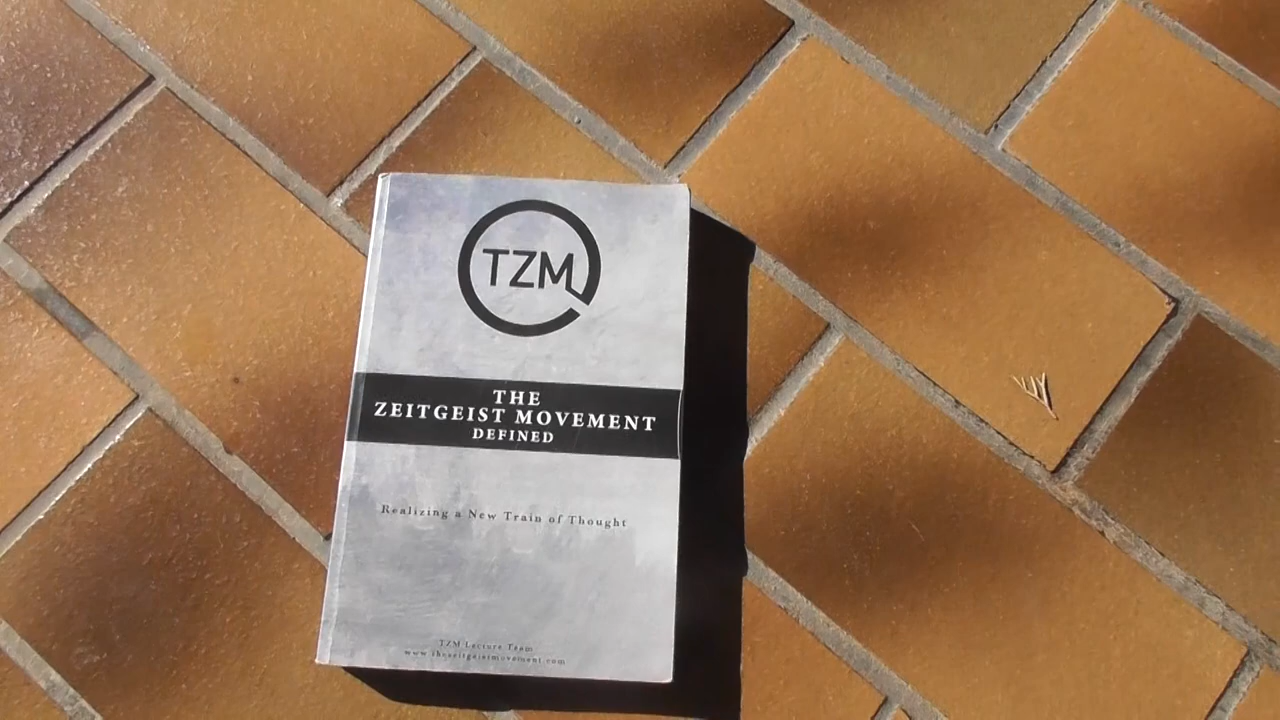 TZM
THE
ZEITGEIST MOVEMENT
DEFINED
Realizing a New Train of Thought
TZM Lecture Team
www.thezeitgeistmovement.com